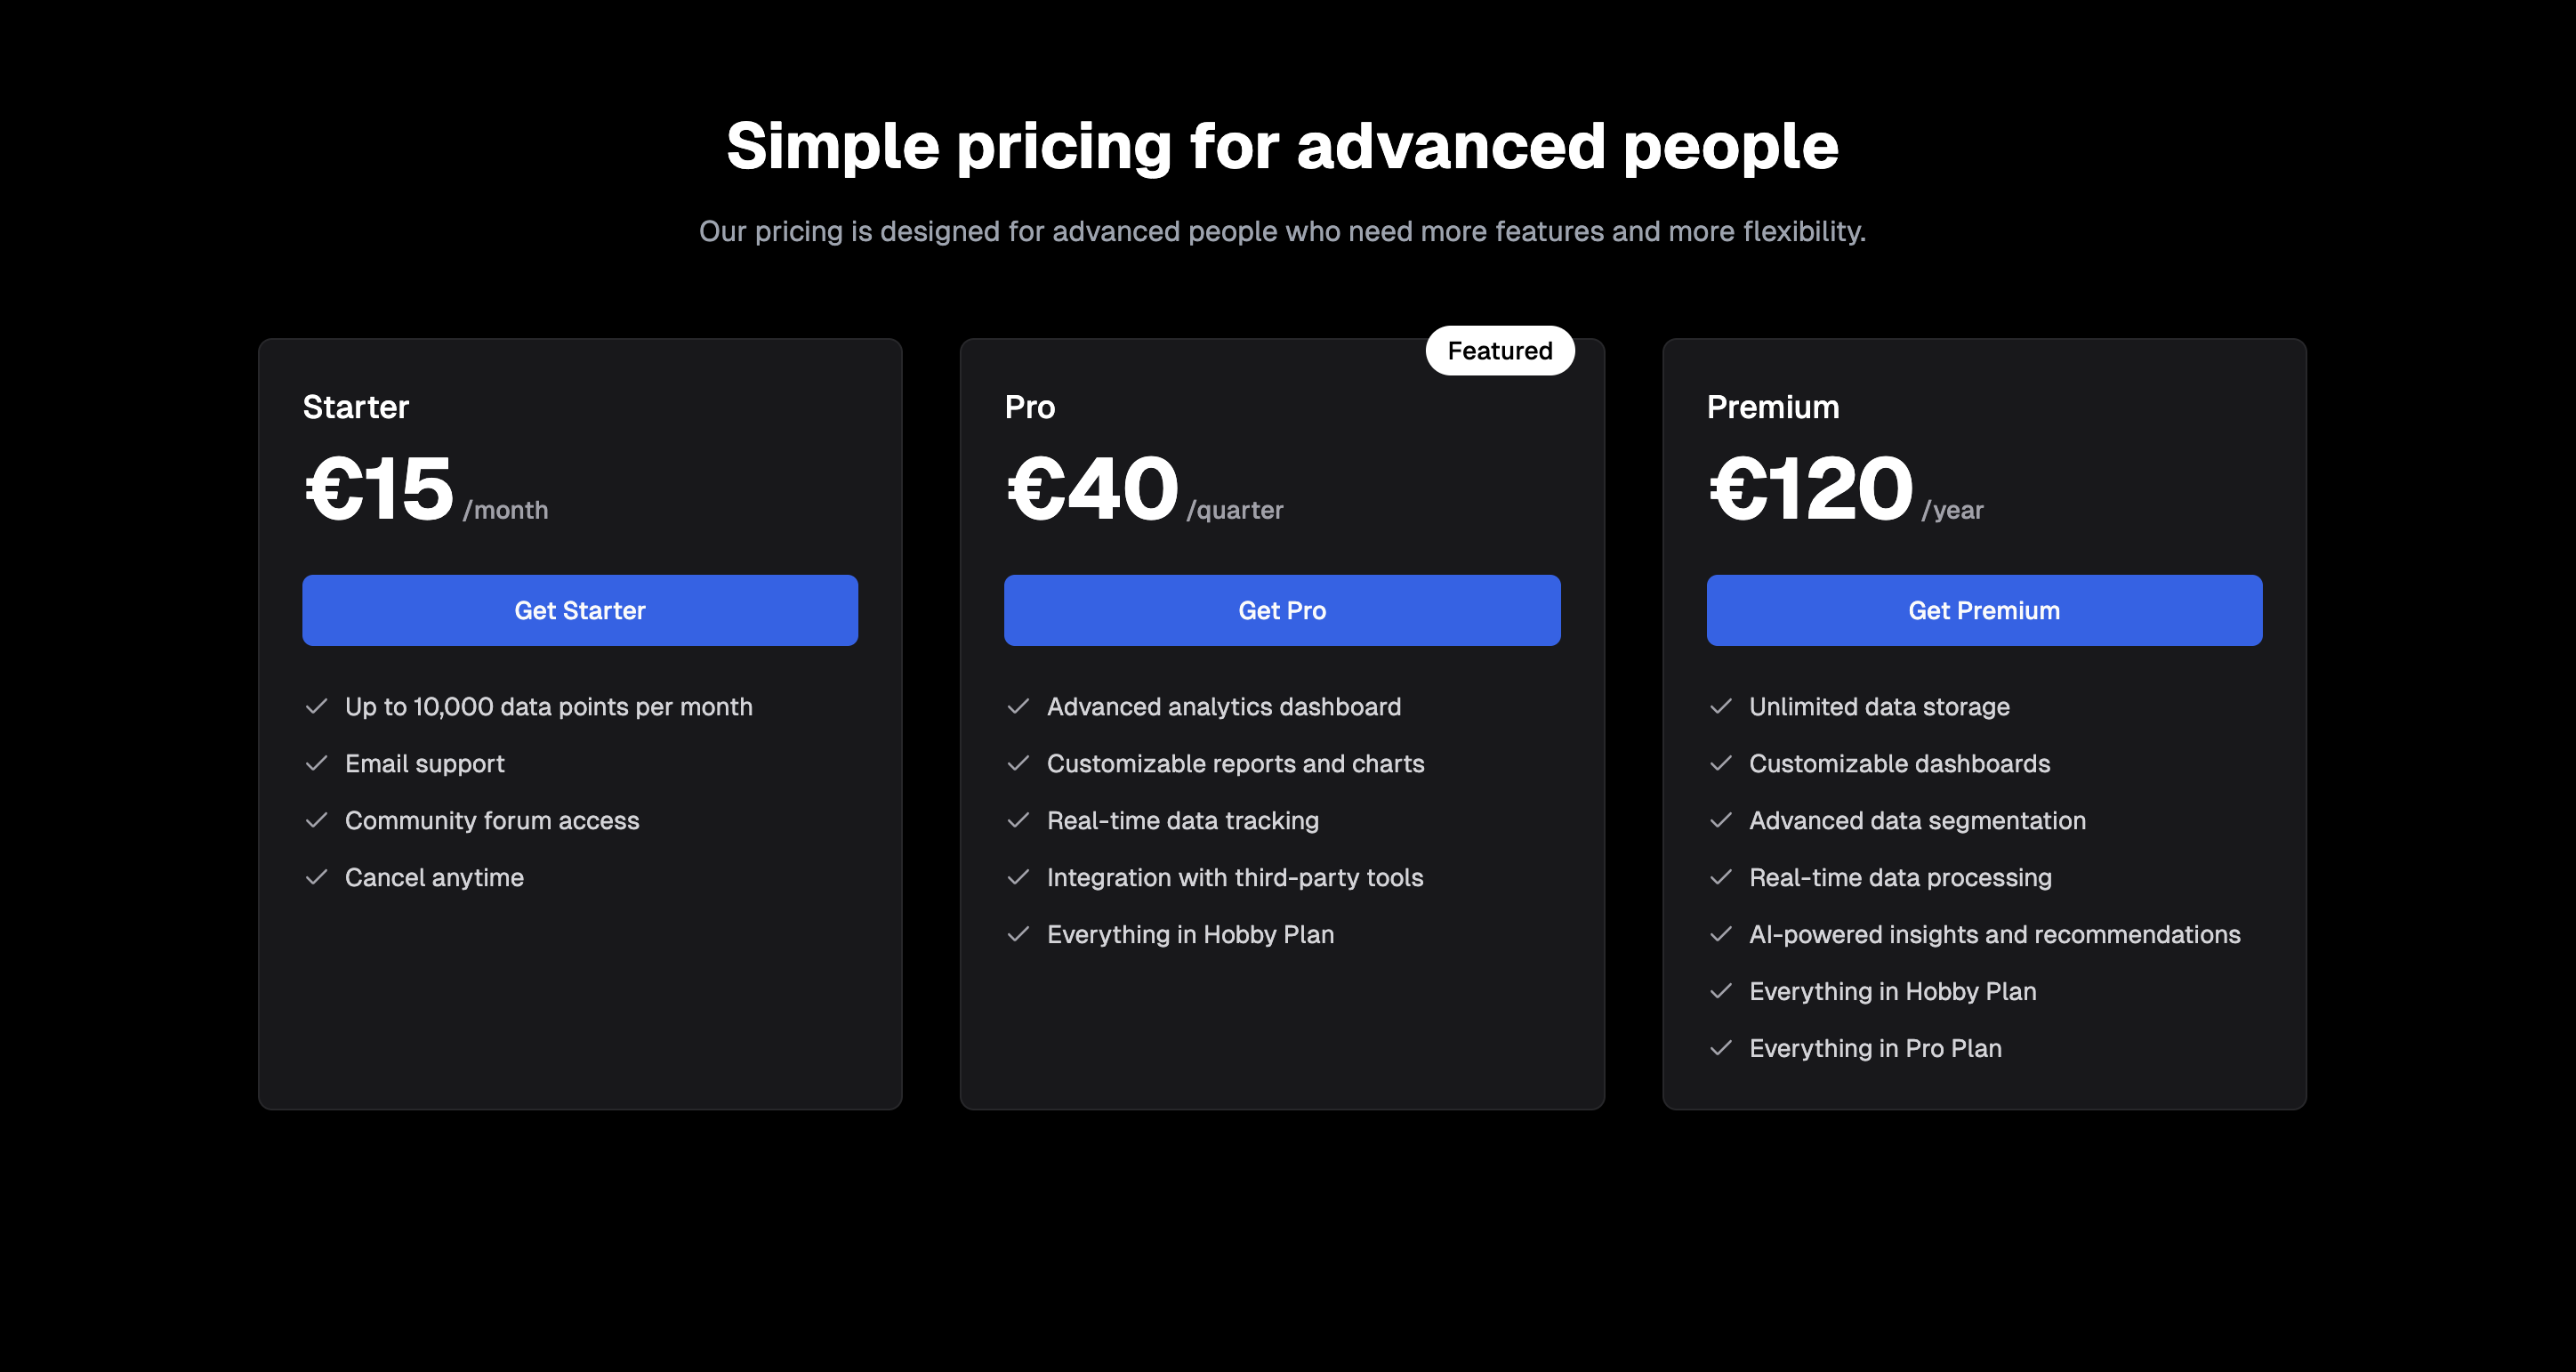 Simple pricing for advanced people
Our pricing is designed for advanced people who need more features and more flexibility.
Starter
€15 /month
Get Starter
Up to 10,000 data points per month
Email support
Community forum access
Cancel anytime
Featured
Pro
€40 /quarter
Get Pro
Advanced analytics dashboard
Customizable reports and charts
Real-time data tracking
Integration with third-party tools
Everything in Hobby Plan
Premium
€120 /year
Get Premium
Unlimited data storage
Customizable dashboards
Advanced data segmentation
Real-time data processing
AI-powered insights and recommendations
Everything in Hobby Plan
Everything in Pro Plan